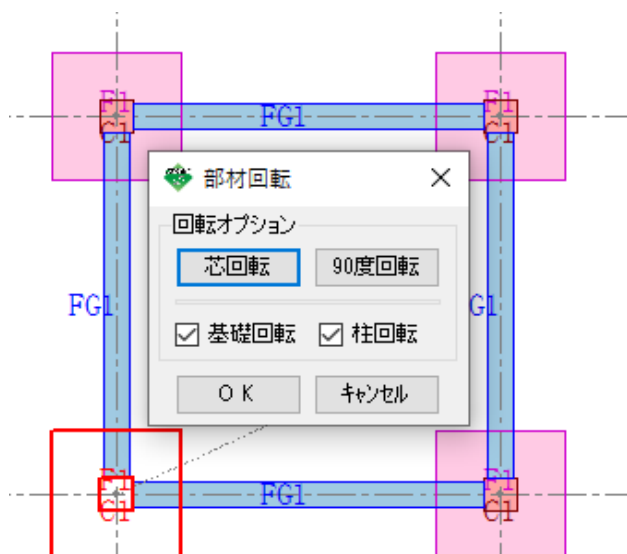 F1
F1
C1
FG1
C1
部材回転
回転オプション
芯回転
90度回転
FG1
G1
基礎回転
柱回転
OK
キャンセル
F1
F1
C1
FG1
C1